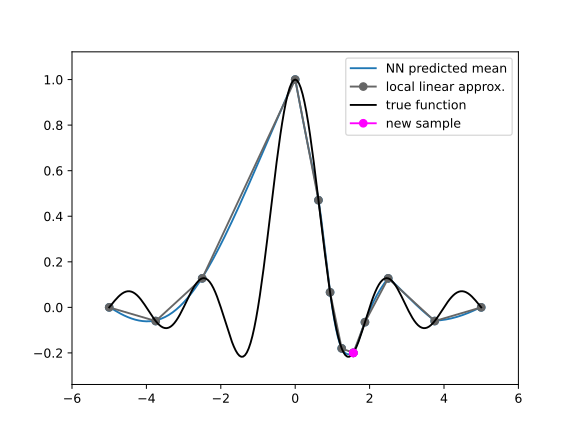 NN predicted mean
local linear approx.
true function
new sample
1.0
0.8
0.6
0.4
0.2
0.0
−0.2
−6 −4 −2 0 2 4 6